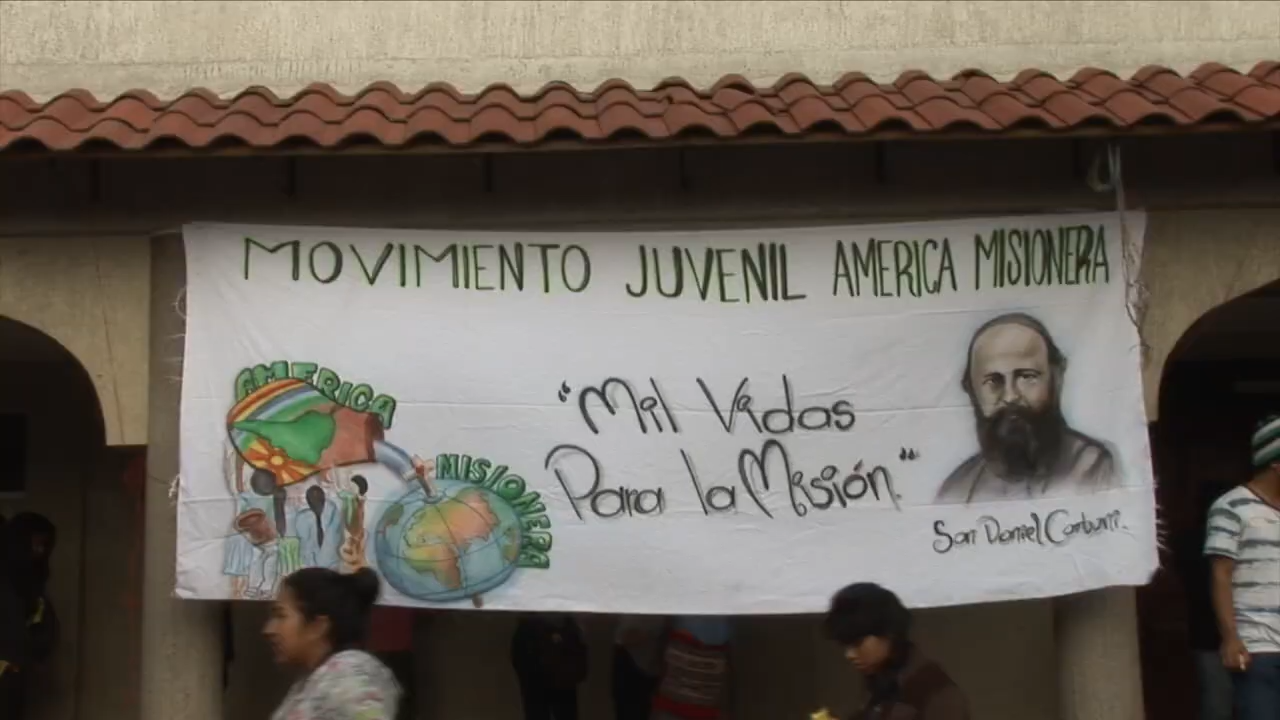 MOVIMIENTO JUVENIL AMERICA MISIONERA
AMERICA
MISIONERA
"Mil Vidas
Para la Misión."
San Daniel Comboni.